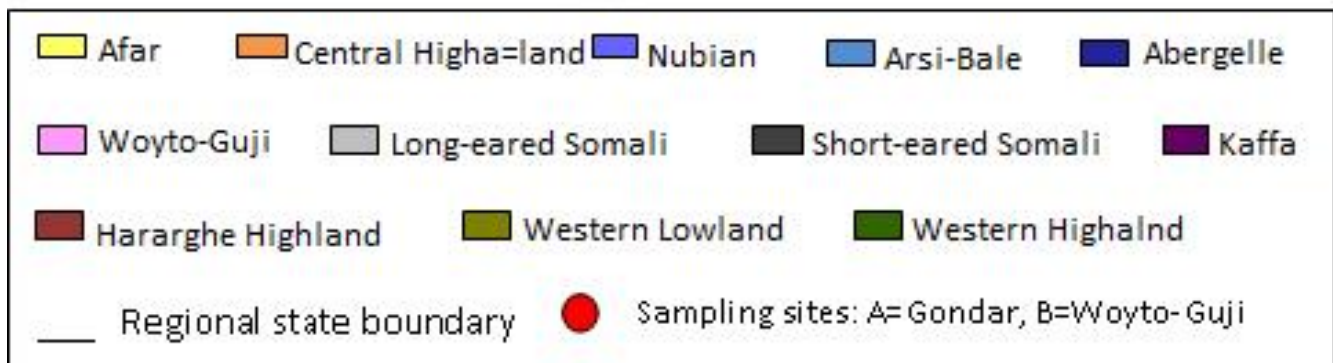 Afar Central Higha=land Nubian Arsi-Bale Abergelle
Woyto-Guji Long-eared Somali Short-eared Somali Kaffa
Hararghe Highland Western Lowland Western Highalnd
Regional state boundary Sampling sites: A=Gondar, B=Woyto-Guji